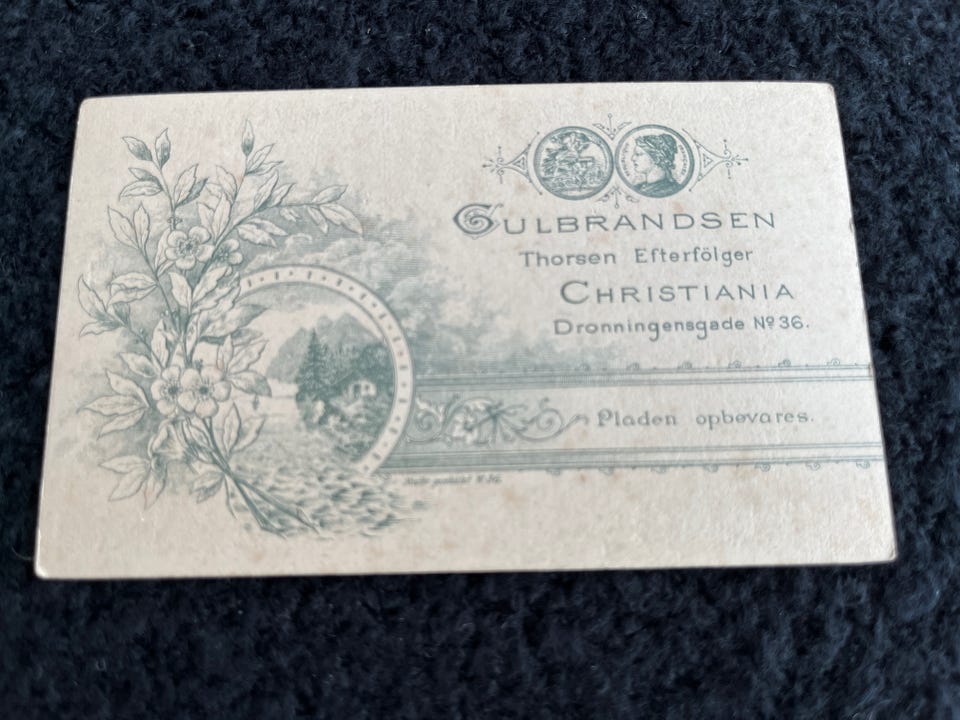 GULBRANDSEN
Thorsen Efterfölger
CHRISTIANIA
Dronningensgade No 36.
Pladen opbevares.